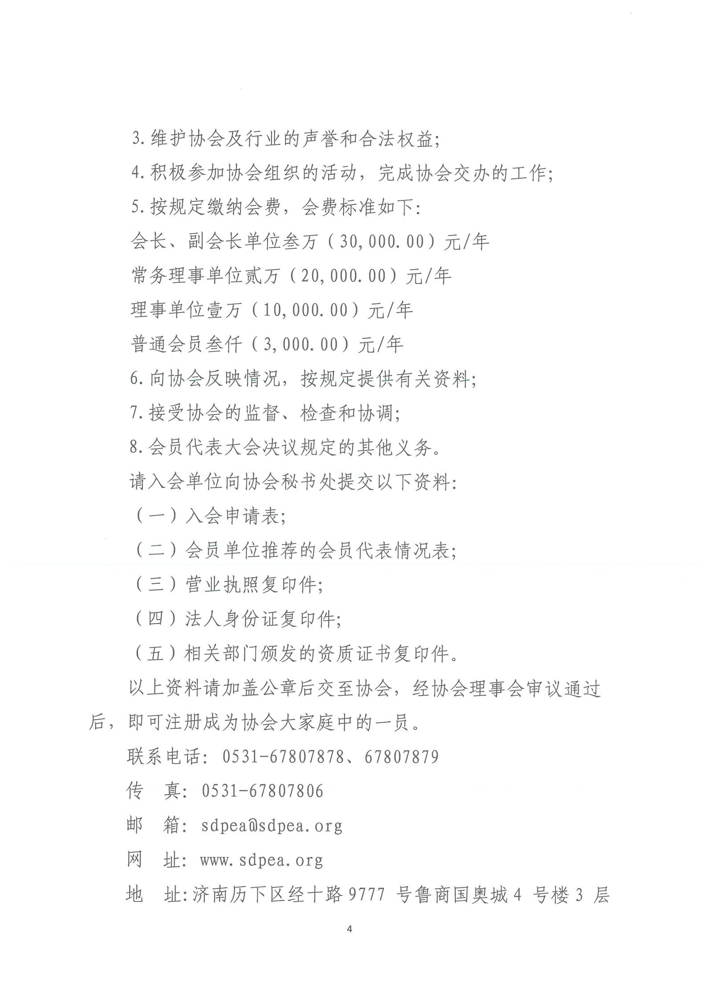 3.维护协会及行业的声誉和合法权益;
4.积极参加协会组织的活动，完成协会交办的工作;
5.按规定缴纳会费，会费标准如下:
会长、副会长单位叁万（30,000.00）元/年
常务理事单位贰万（20,000.00）元/年
理事单位壹万（10,000.00）元/年
普通会员叁仟（3,000.00）元/年
6.向协会反映情况，按规定提供有关资料;
7.接受协会的监督、检查和协调;
8.会员代表大会决议规定的其他义务。
请入会单位向协会秘书处提交以下资料:
（一）入会申请表;
（二）会员单位推荐的会员代表情况表;
（三）营业执照复印件;
（四）法人身份证复印件;
（五）相关部门颁发的资质证书复印件。
以上资料请加盖公章后交至协会，经协会理事会审议通过
后，即可注册成为协会大家庭中的一员。
联系电话: 0531-67807878、67807879
传 真: 0531-67807806
邮 箱: sdpea@sdpea.org
网 址: www.sdpea.org
地 址:济南历下区经十路9777 号鲁商国奥城4 号楼3 层
4